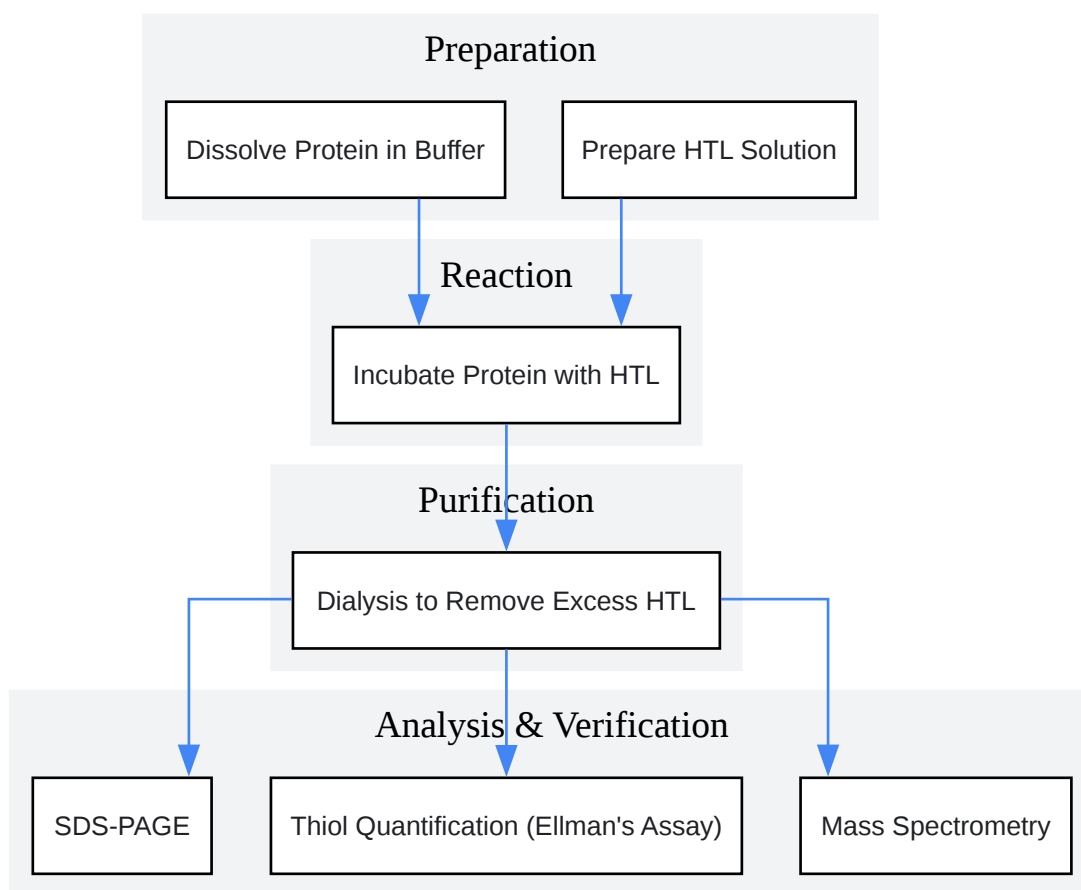 Preparation
Dissolve Protein in Buffer
Prepare HTL Solution
Reaction
Incubate Protein with HTL
Purification
Dialysis to Remove Excess HTL
Analysis & Verification
SDS-PAGE
Thiol Quantification (Ellman's Assay)
Mass Spectrometry